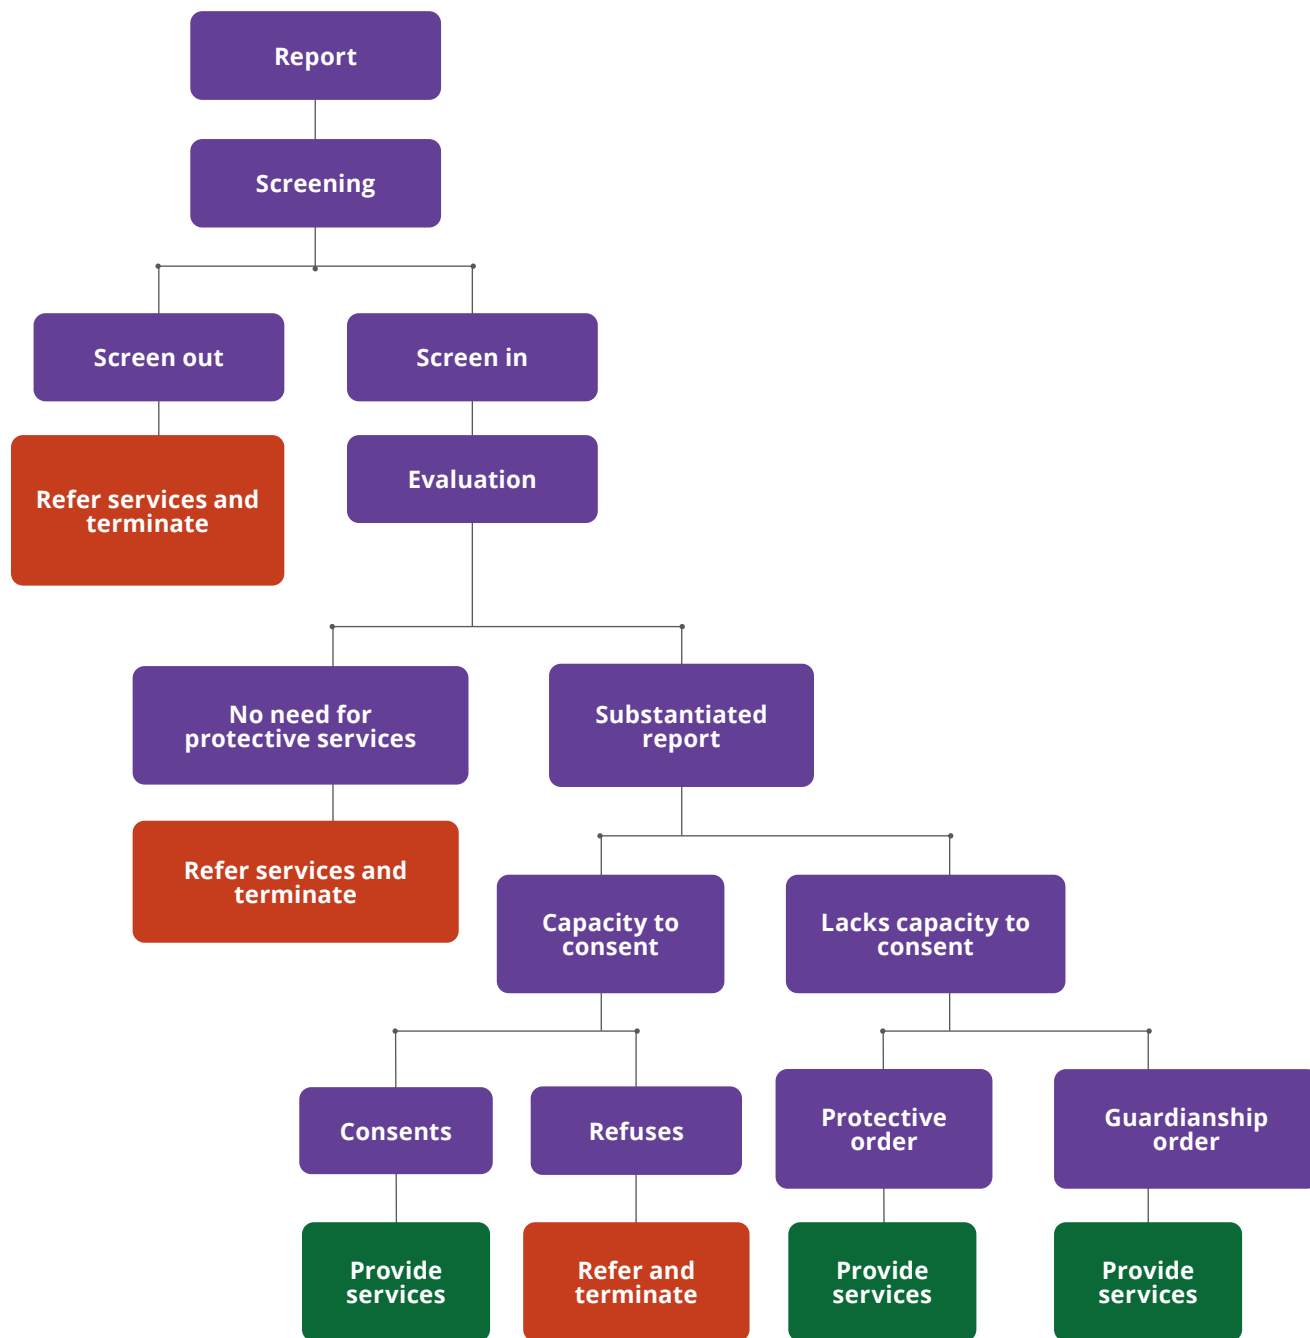 Report
Screening
Screen out
Screen in
Refer services and
terminate
Evaluation
No need for
protective services
Substantiated
report
Refer services and
terminate
Capacity to
consent
Lacks capacity to
consent
Consents
Refuses
Protective
order
Guardianship
order
Provide
services
Refer and
terminate
Provide
services
Provide
services